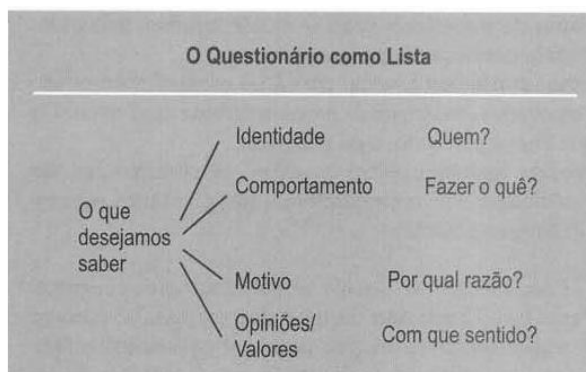 O Questionário como Lista
Identidade Quem?
Comportamento Fazer o quê?
O que
desejamos
saber
Motivo Por qual razão?
Opiniões/
Valores Com que sentido?